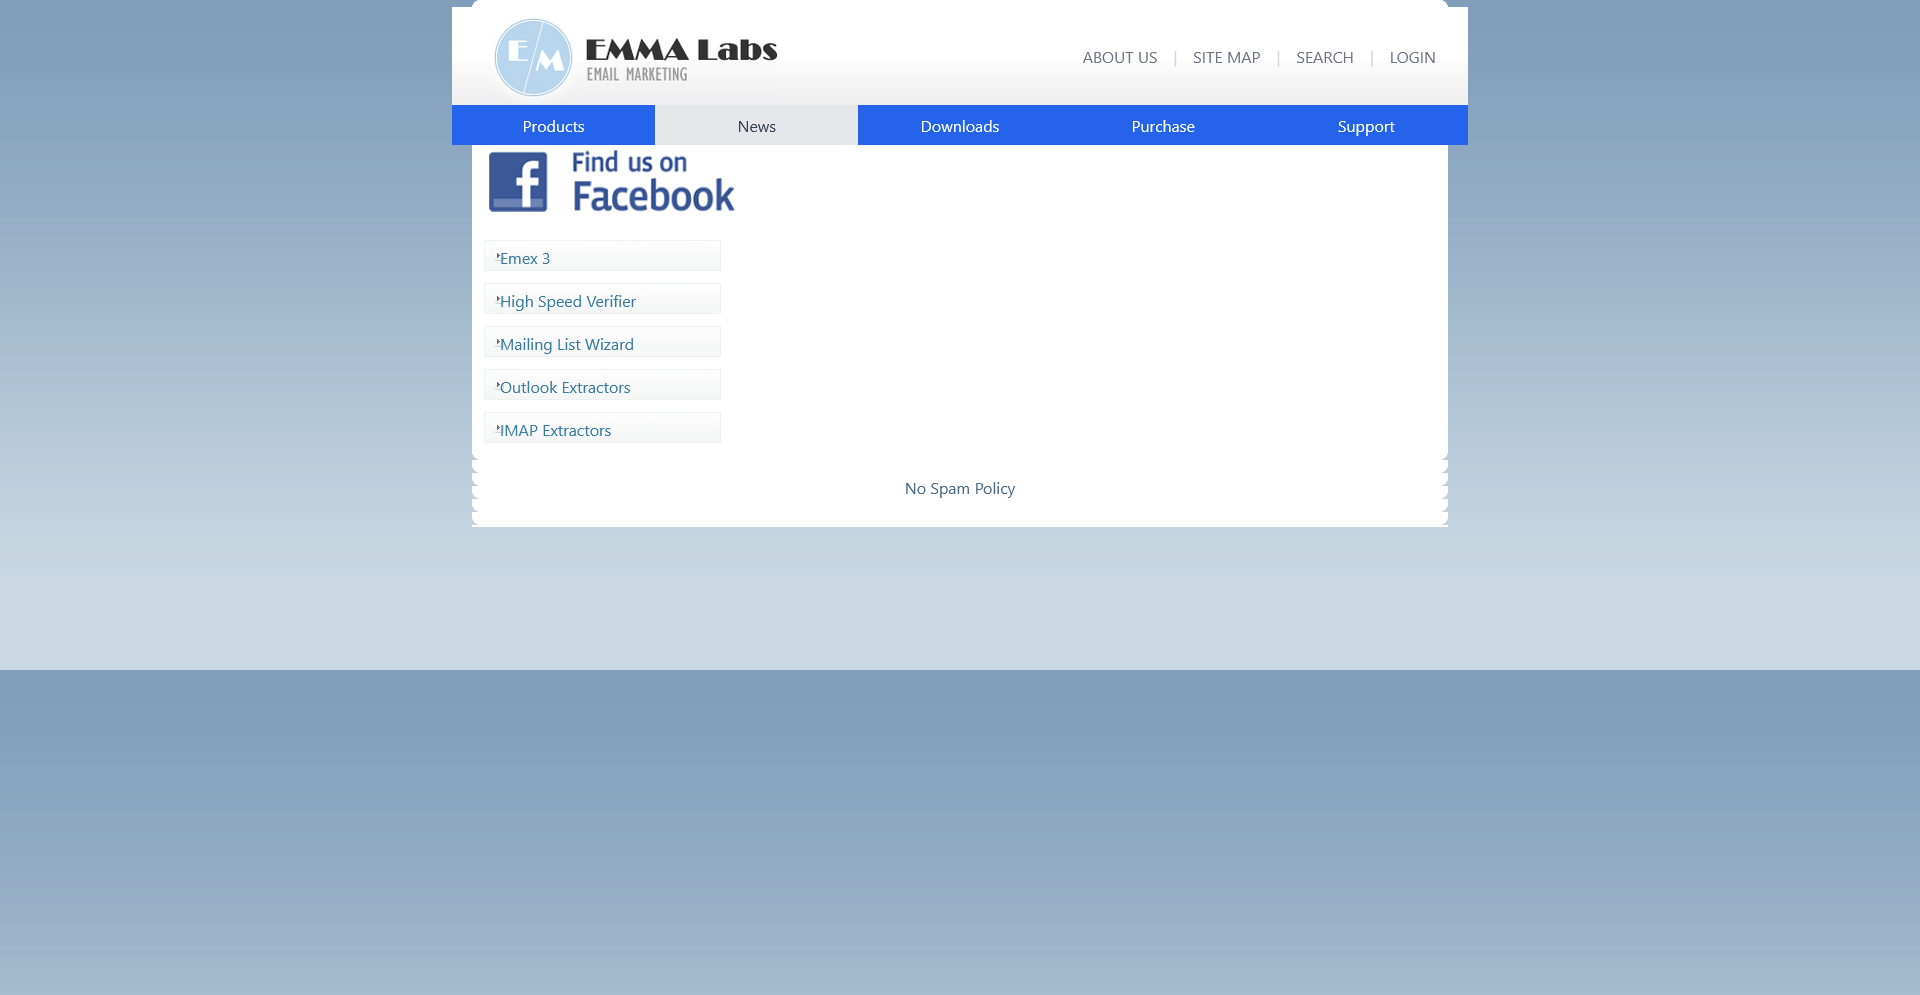 EM
EMMA Labs
EMAIL MARKETING
ABOUT US | SITE MAP | SEARCH | LOGIN
Products News Downloads Purchase Support
f
Find us on
Facebook
Emex 3
High Speed Verifier
Mailing List Wizard
Outlook Extractors
IMAP Extractors
No Spam Policy